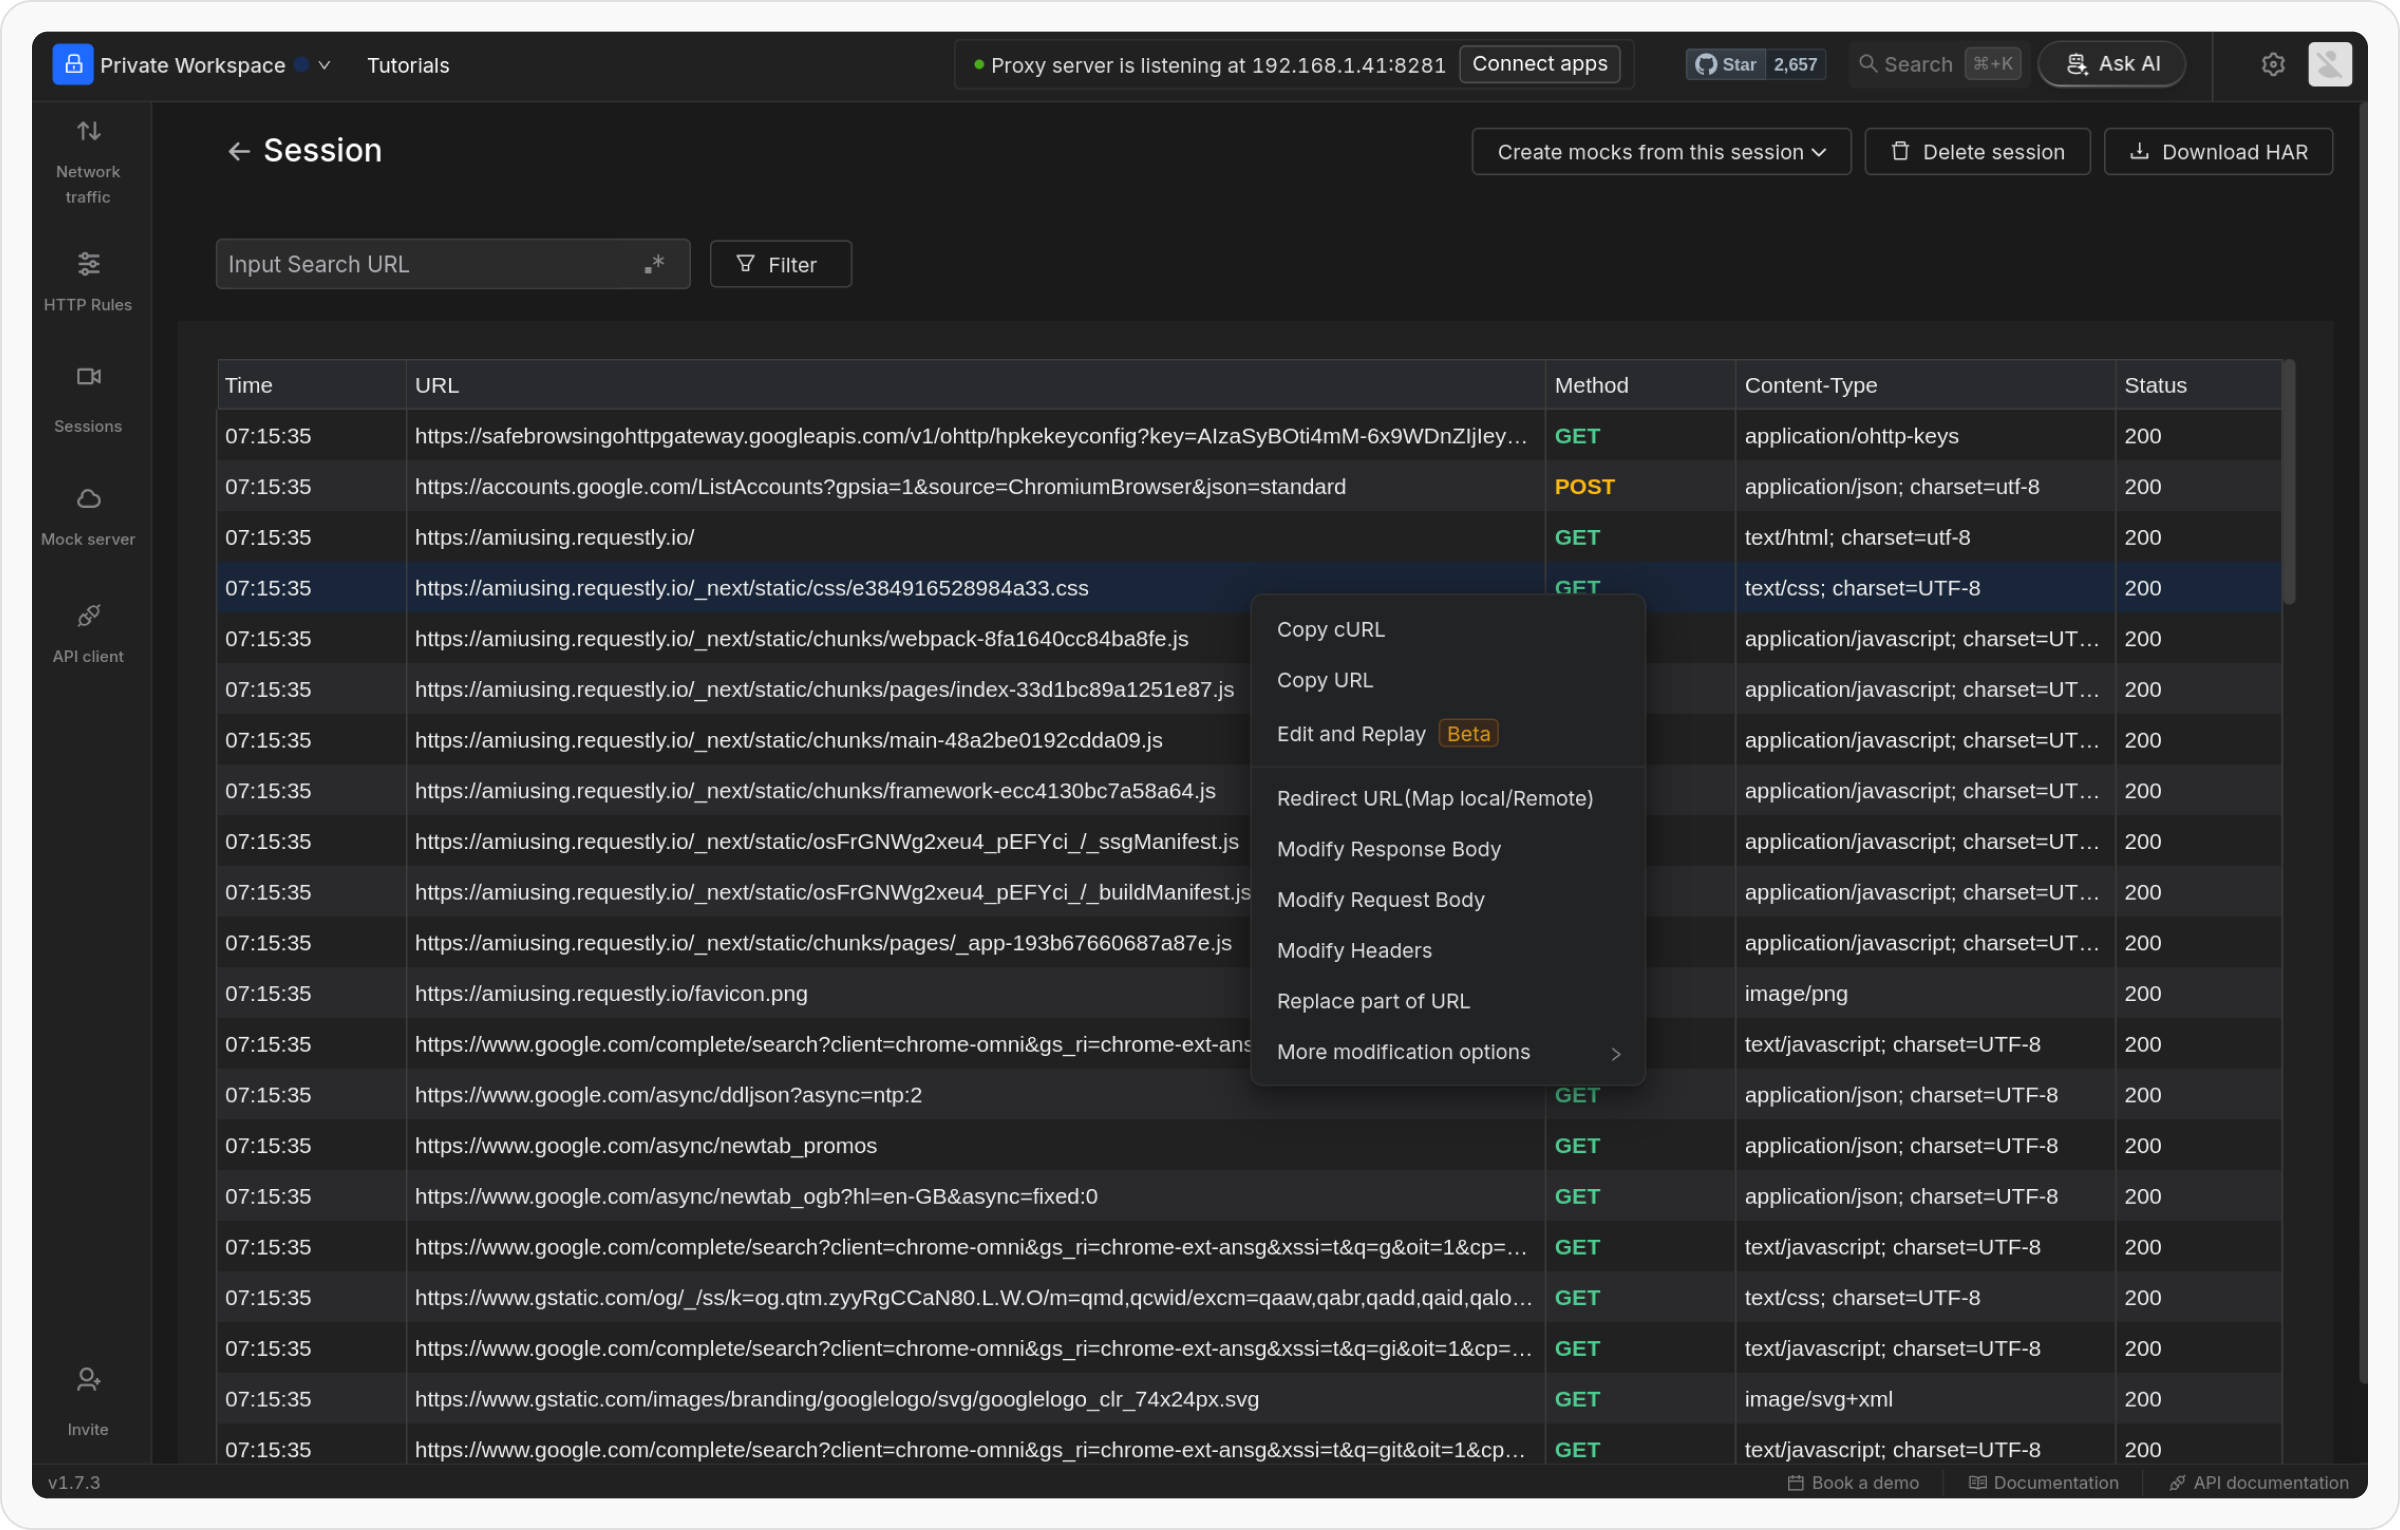 Private Workspace
Tutorials
Proxy server is listening at 192.168.1.41:8281
Connect apps
Star 2,657
Search ⌘+K
Ask AI
Network
traffic
HTTP Rules
Sessions
Mock server
API client
Invite
Session
Create mocks from this session
Delete session
Download HAR
Input Search URL .*
Filter
Time URL Method Content-Type Status
07:15:35 https://safebrowsingohttpgateway.googleapis.com/v1/ohttp/hpkekeyconfig?key=AIzaSyBOti4mM-6x9WDnZIjIey… GET application/ohttp-keys 200
07:15:35 https://accounts.google.com/ListAccounts?gpsia=1&source=ChromiumBrowser&json=standard POST application/json; charset=utf-8 200
07:15:35 https://amiusing.requestly.io/ GET text/html; charset=utf-8 200
07:15:35 https://amiusing.requestly.io/_next/static/css/e384916528984a33.css GET text/css; charset=UTF-8 200
07:15:35 https://amiusing.requestly.io/_next/static/chunks/webpack-8fa1640cc84ba8fe.js application/javascript; charset=UT… 200
07:15:35 https://amiusing.requestly.io/_next/static/chunks/pages/index-33d1bc89a1251e87.js application/javascript; charset=UT… 200
07:15:35 https://amiusing.requestly.io/_next/static/chunks/main-48a2be0192cdda09.js application/javascript; charset=UT… 200
07:15:35 https://amiusing.requestly.io/_next/static/chunks/framework-ecc4130bc7a58a64.js application/javascript; charset=UT… 200
07:15:35 https://amiusing.requestly.io/_next/static/osFrGNWg2xeu4_pEFYci_/_ssgManifest.js application/javascript; charset=UT… 200
07:15:35 https://amiusing.requestly.io/_next/static/osFrGNWg2xeu4_pEFYci_/_buildManifest.js application/javascript; charset=UT… 200
07:15:35 https://amiusing.requestly.io/_next/static/chunks/pages/_app-193b67660687a87e.js application/javascript; charset=UT… 200
07:15:35 https://amiusing.requestly.io/favicon.png image/png 200
07:15:35 https://www.google.com/complete/search?client=chrome-omni&gs_ri=chrome-ext-ans text/javascript; charset=UTF-8 200
07:15:35 https://www.google.com/async/ddljson?async=ntp:2 GET application/json; charset=UTF-8 200
07:15:35 https://www.google.com/async/newtab_promos GET application/json; charset=UTF-8 200
07:15:35 https://www.google.com/async/newtab_ogb?hl=en-GB&async=fixed:0 GET application/json; charset=UTF-8 200
07:15:35 https://www.google.com/complete/search?client=chrome-omni&gs_ri=chrome-ext-ansg&xssi=t&q=g&oit=1&cp=… GET text/javascript; charset=UTF-8 200
07:15:35 https://www.gstatic.com/og/_/ss/k=og.qtm.zyyRgCCaN80.L.W.O/m=qmd,qcwid/excm=qaaw,qabr,qadd,qaid,qalo… GET text/css; charset=UTF-8 200
07:15:35 https://www.google.com/complete/search?client=chrome-omni&gs_ri=chrome-ext-ansg&xssi=t&q=gi&oit=1&cp=… GET text/javascript; charset=UTF-8 200
07:15:35 https://www.gstatic.com/images/branding/googlelogo/svg/googlelogo_clr_74x24px.svg GET image/svg+xml 200
07:15:35 https://www.google.com/complete/search?client=chrome-omni&gs_ri=chrome-ext-ansg&xssi=t&q=git&oit=1&cp… GET text/javascript; charset=UTF-8 200
Copy cURL
Copy URL
Edit and Replay Beta
Redirect URL(Map local/Remote)
Modify Response Body
Modify Request Body
Modify Headers
Replace part of URL
More modification options
v1.7.3
Book a demo
Documentation
API documentation